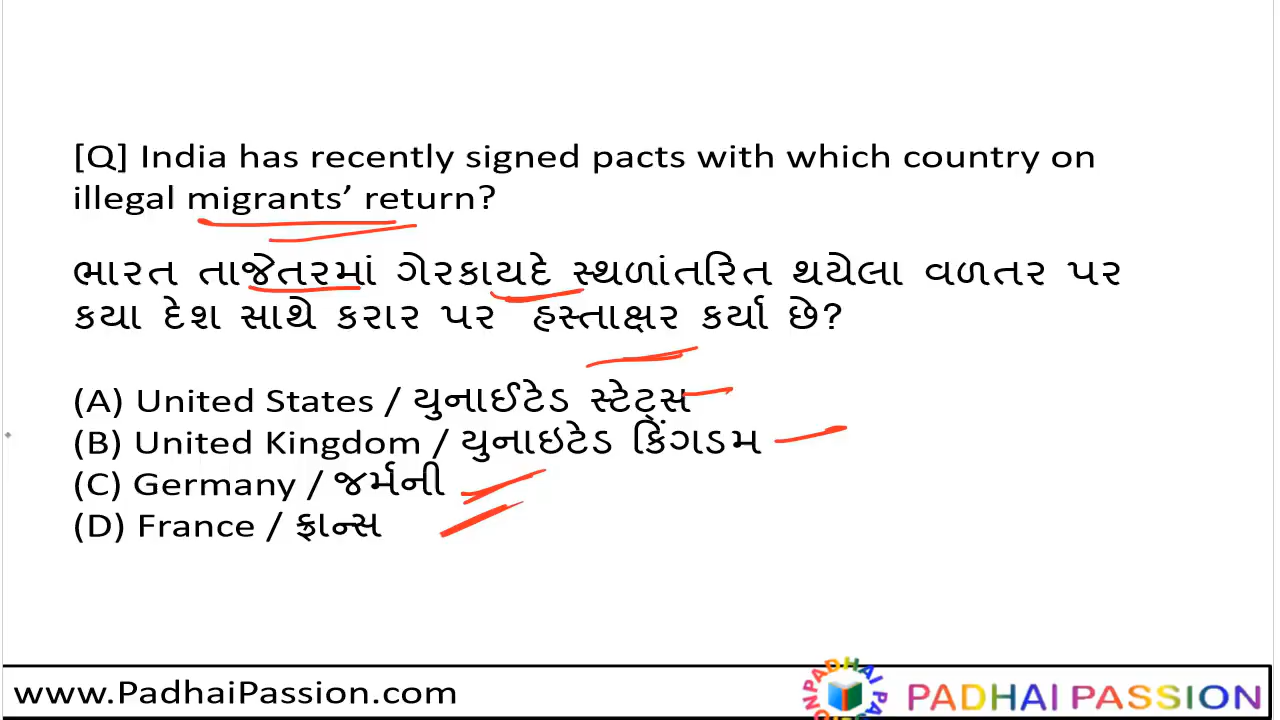 [Q] India has recently signed pacts with which country on
illegal migrants’ return?
ભારત તાજેતરમાં ગેરકાયદે સ્થળાંતરિત થયેલા વળતર પર
કયા દેશ સાથે કરાર પર હસ્તાક્ષર કર્યા છે?
(A) United States / યુનાઈટેડ સ્ટેટ્સ
(B) United Kingdom / યુનાઇટેડ કિંગડમ
(C) Germany / જર્મની
(D) France / ફ્રાન્સ
www.PadhaiPassion.com
PADHAI PASSION
PADHAI PASSION